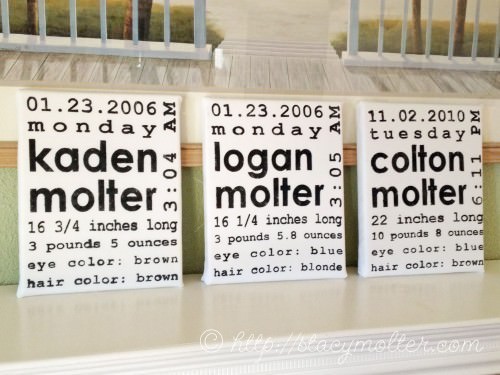 01.23.2006
monday
3:04 AM
kaden
molter
16 3/4 inches long
3 pounds 5 ounces
eye color: brown
hair color: brown
01.23.2006
monday
3:05 AM
logan
molter
16 1/4 inches long
3 pounds 5.8 ounces
eye color: blue
hair color: blonde
11.02.2010
tuesday
6:11 PM
colton
molter
22 inches long
10 pounds 8 ounces
eye color: blue
hair color: brown
© http://stacymolter.com